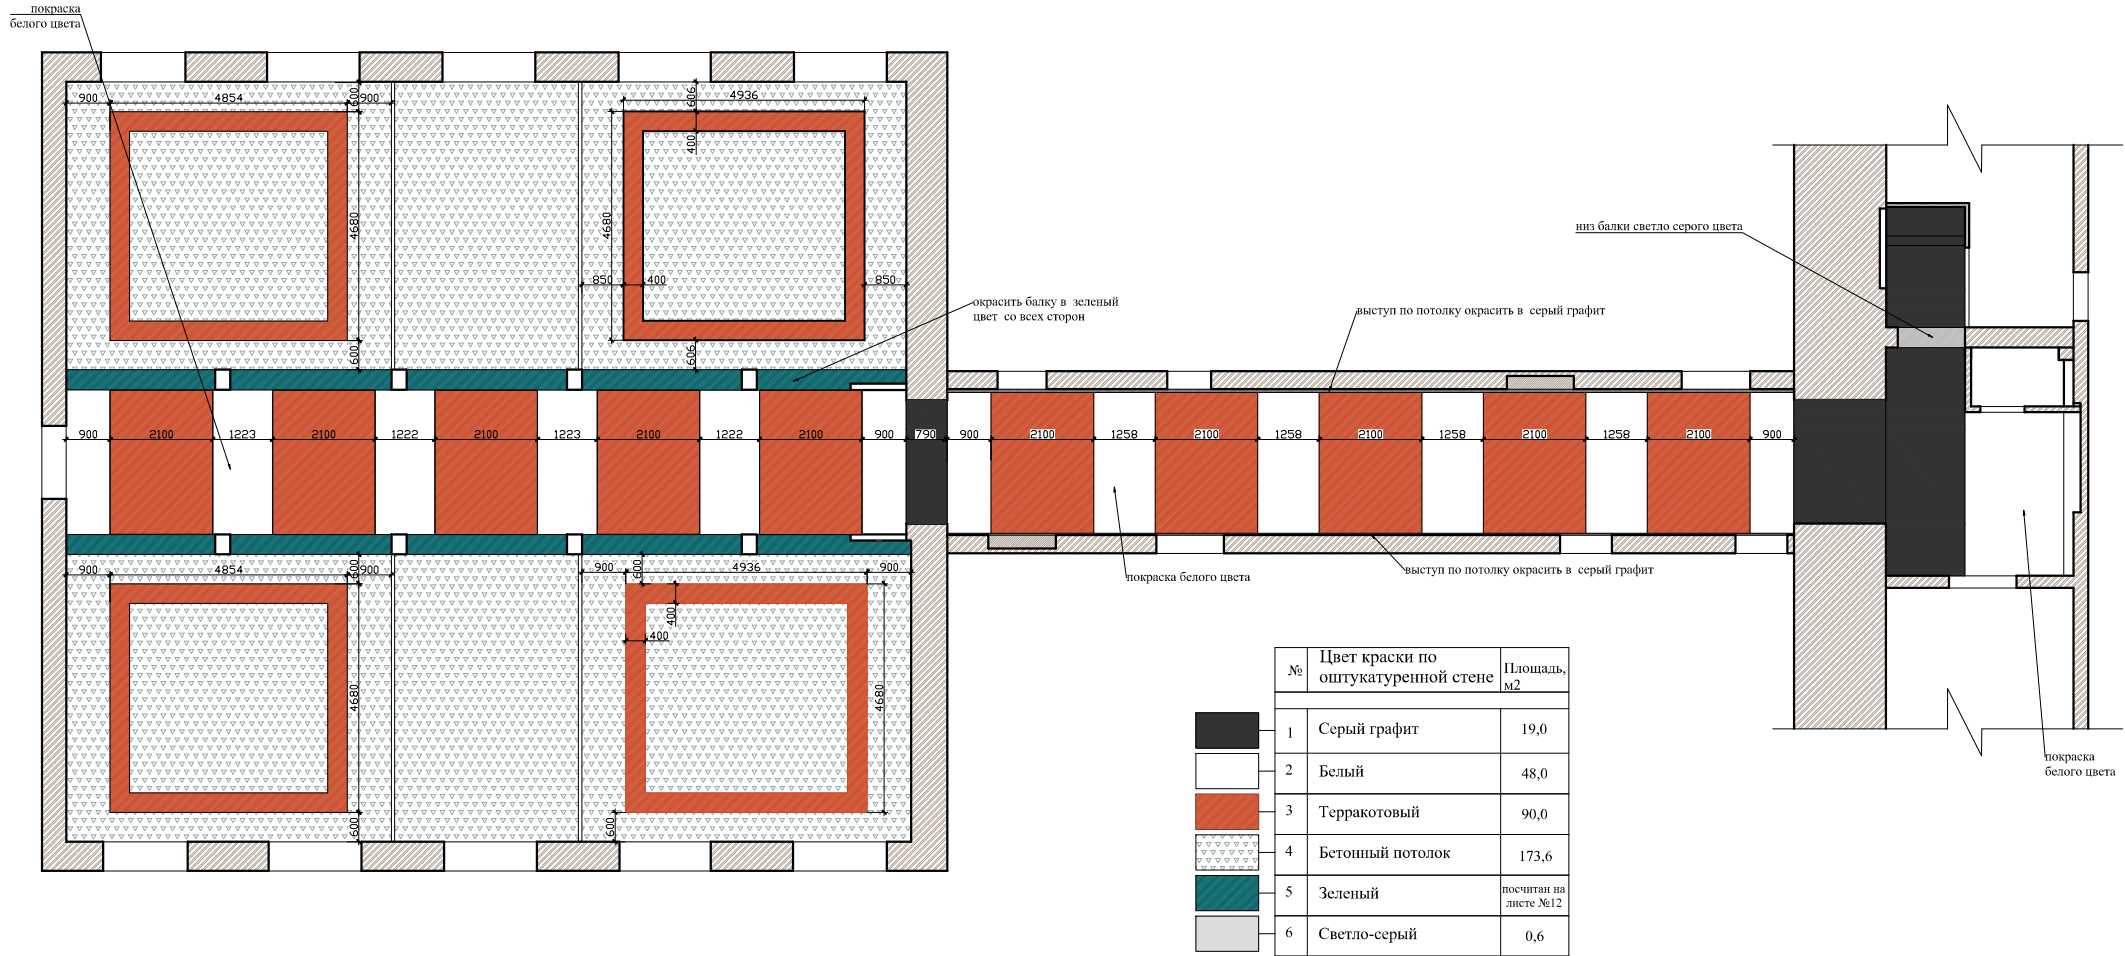 покраска
белого цвета
900
4854
900
600
4680
600
606
4936
400
4680
850
400
850
606
низ балки светло серого цвета
окрасить балку в зеленый
цвет со всех сторон
выступ по потолку окрасить в серый графит
900
2100
1223
2100
1222
2100
1223
2100
1222
2100
900
790
900
2100
1258
2100
1258
2100
1258
2100
1258
2100
900
900
4854
900
600
4680
600
900
600
4936
900
400
400
4680
600
покраска белого цвета
выступ по потолку окрасить в серый графит
покраска
белого цвета
№ Цвет краски по Площадь,
оштукатуренной стене м2
1 Серый графит 19,0
2 Белый 48,0
3 Терракотовый 90,0
4 Бетонный потолок 173,6
5 Зеленый посчитан на
листе №12
6 Светло-серый 0,6